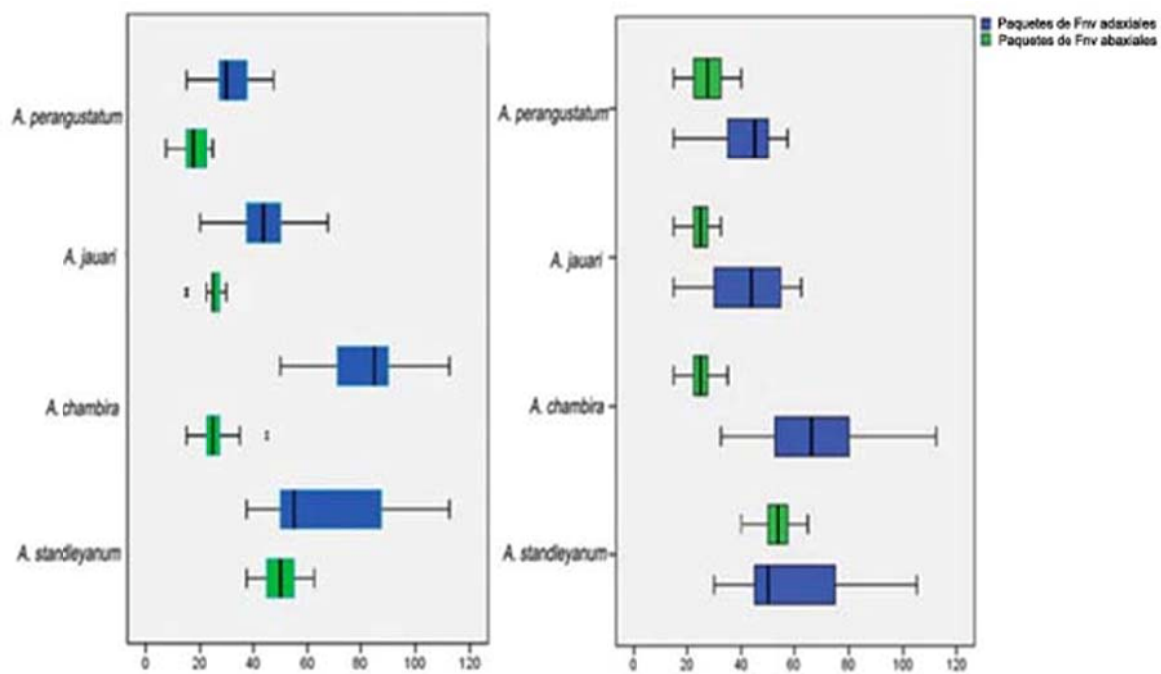 Paquetes de Fnv adaxiales
Paquetes de Fnv abaxiales
A. perangustatum
A. jauari
A. chambira
A. standleyanum
0 20 40 60 80 100 120
A. perangustatum
A. jauari
A. chambira
A. standleyanum
0 20 40 60 80 100 120